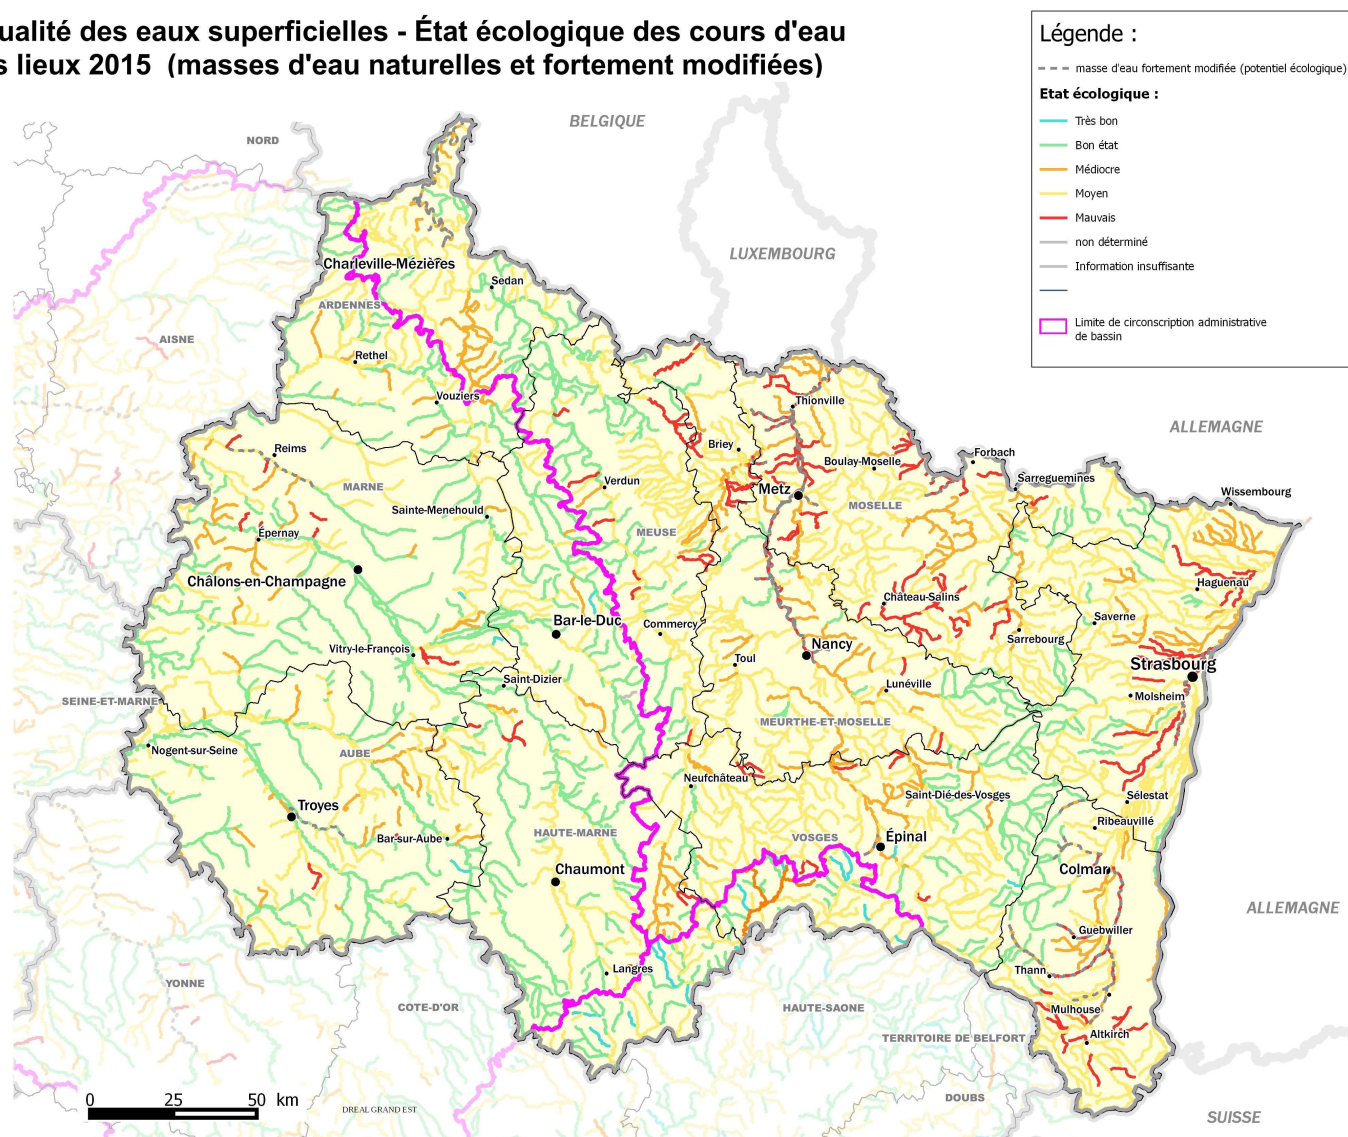 ualité des eaux superficielles - État écologique des cours d'eau
s lieux 2015 (masses d'eau naturelles et fortement modifiées)
Légende :
masse d'eau fortement modifiée (potentiel écologique)
Etat écologique :
Très bon
Bon état
Médiocre
Moyen
Mauvais
non déterminé
Information insuffisante
Limite de circonscription administrative
de bassin
BELGIQUE
NORD
LUXEMBOURG
Charleville-Mézières
Sedan
ARDENNES
AISNE
Rethel
Vouziers
Thionville
ALLEMAGNE
Reims
Briey
Boulay-Moselle
Forbach
Sarreguemines
Wissembourg
MARNE
Verdun
Metz
MOSELLE
Sainte-Menehould
Épernay
MEUSE
Châlons-en-Champagne
Haguenau
Château-Salins
Bar-le-Duc
Commercy
Saverne
Sarrebourg
Vitry-le-François
Nancy
Toul
Strasbourg
Saint-Dizier
Lunéville
Molsheim
SEINE-ET-MARNE
MEURTHE-ET-MOSELLE
Nogent-sur-Seine
AUBE
Neufchâteau
Saint-Dié-des-Vosges
Sélestat
Troyes
Ribeauvillé
HAUTE-MARNE
VOSGES
Épinal
Bar-sur-Aube
Chaumont
Colmar
ALLEMAGNE
Guebwiller
Langres
Thann
YONNE
COTE-D'OR
HAUTE-SAONE
Mulhouse
TERRITOIRE DE BELFORT
Altkirch
DOUBS
SUISSE
0 25 50 km
DREAL GRAND EST